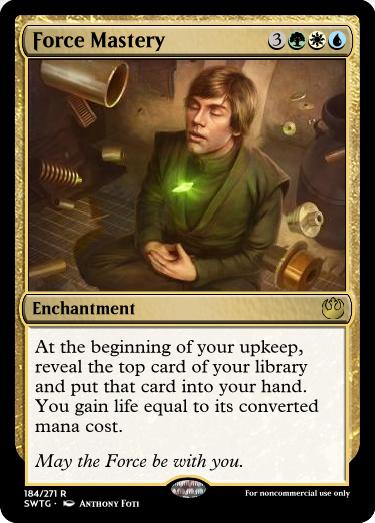 Force Mastery 3
Enchantment
At the beginning of your upkeep,
reveal the top card of your library
and put that card into your hand.
You gain life equal to its converted
mana cost.
May the Force be with you.
184/271 R
For noncommercial use only
SWTG • Anthony Foti